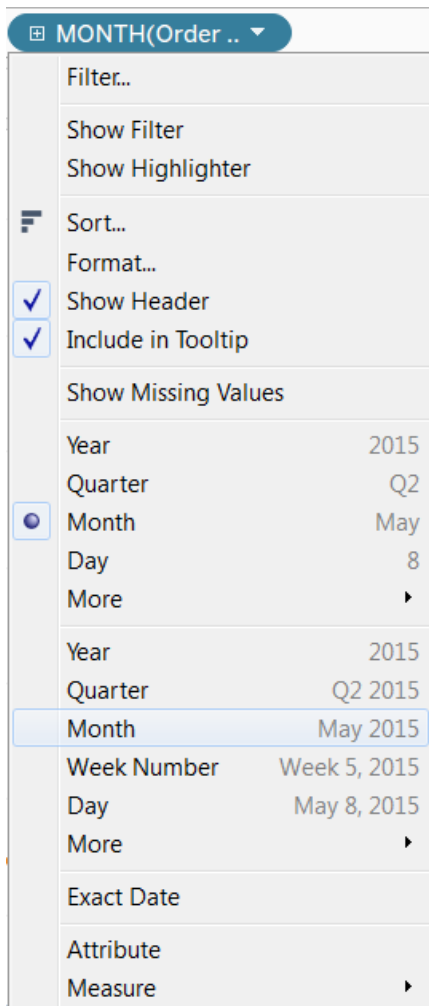 MONTH(Order ..
Filter...
Show Filter
Show Highlighter
Sort...
Format...
Show Header
Include in Tooltip
Show Missing Values
Year 2015
Quarter Q2
Month May
Day 8
More
Year 2015
Quarter Q2 2015
Month May 2015
Week Number Week 5, 2015
Day May 8, 2015
More
Exact Date
Attribute
Measure